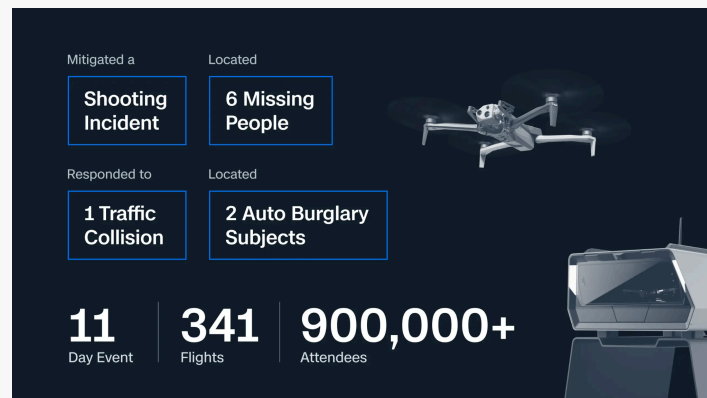 Mitigated a
Shooting
Incident
Located
6 Missing
People
Responded to
1 Traffic
Collision
Located
2 Auto Burglary
Subjects
11
Day Event
341
Flights
900,000+
Attendees